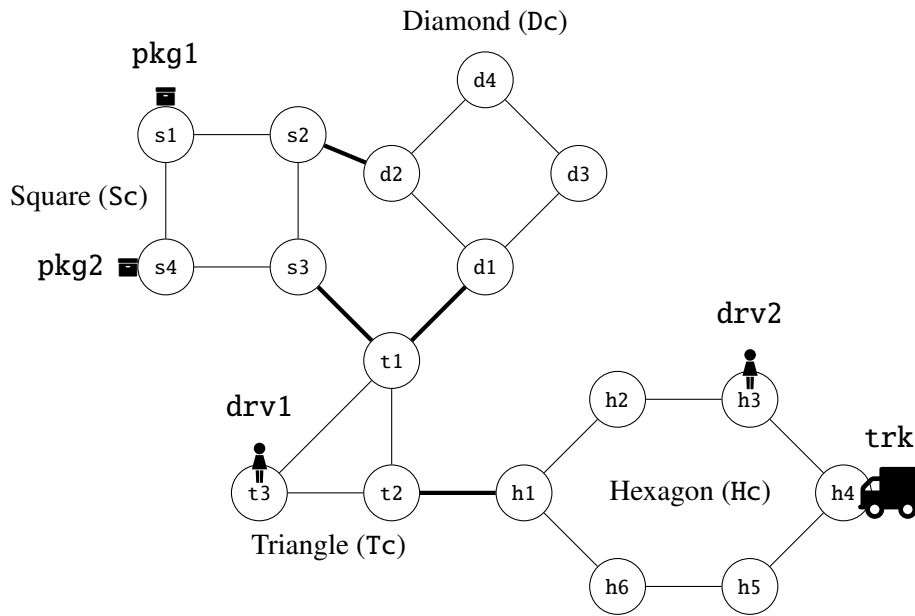 Diamond (Dc)
d4
pkg1
s1
s2
d2
d3
Square (Sc)
pkg2
s4
s3
d1
drv2
t1
drv1
h2
h3
trk
t3
t2
h1
Hexagon (Hc)
h4
Triangle (Tc)
h6
h5